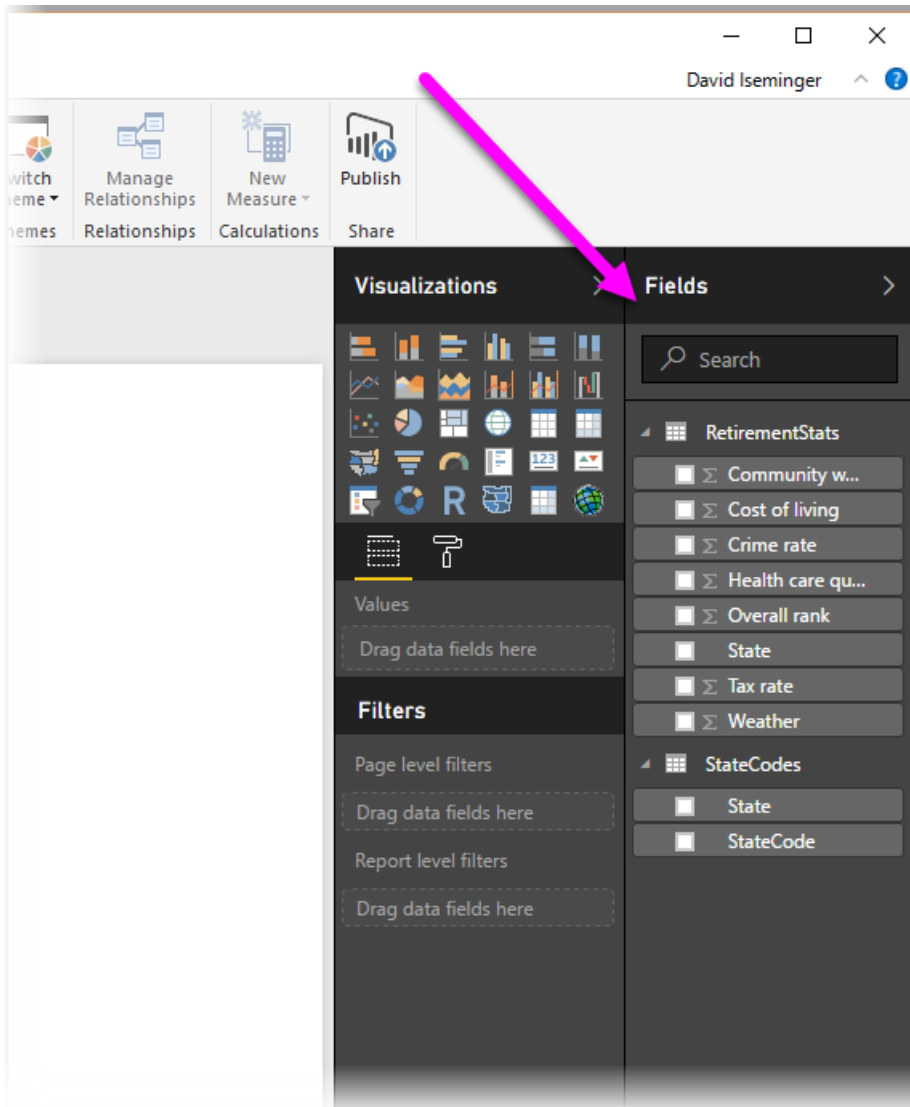 David Iseminger
witch
eme
Manage
Relationships
New
Measure
Publish
emes
Relationships
Calculations
Share
Visualizations
Fields
Search
123
R
Values
Drag data fields here
Filters
Page level filters
Drag data fields here
Report level filters
Drag data fields here
RetirementStats
Σ Community w...
Σ Cost of living
Σ Crime rate
Σ Health care qu...
Σ Overall rank
State
Σ Tax rate
Σ Weather
StateCodes
State
StateCode